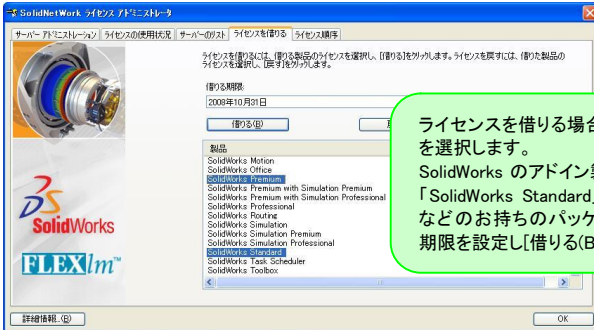 SolidNetWork ライセンス アドミニストレータ
サーバー アドミニストレーション ライセンスの使用状況 サーバーのリスト ライセンスを借りる ライセンス順序
ライセンスを借りるには、借りる製品のライセンスを選択し、[借りる]をクリックします。ライセンスを戻すには、借りた製品の
ライセンスを選択し、[戻す]をクリックします。
借りる期限:
2008年10月31日
借りる(B)
製品
SolidWorks Motion
SolidWorks Office
SolidWorks Premium
SolidWorks Premium with Simulation Premium
SolidWorks Premium with Simulation Professional
SolidWorks Professional
SolidWorks Routing
SolidWorks Simulation
SolidWorks Simulation Premium
SolidWorks Simulation Professional
SolidWorks Standard
SolidWorks Task Scheduler
SolidWorks Toolbox
ライセンスを借りる場合
を選択します。
SolidWorks のアドイン
「SolidWorks Standard」
などのお持ちのパッケ
期限を設定し[借りる(B
SolidWorks
FLEXlm™
詳細情報...(B)
OK